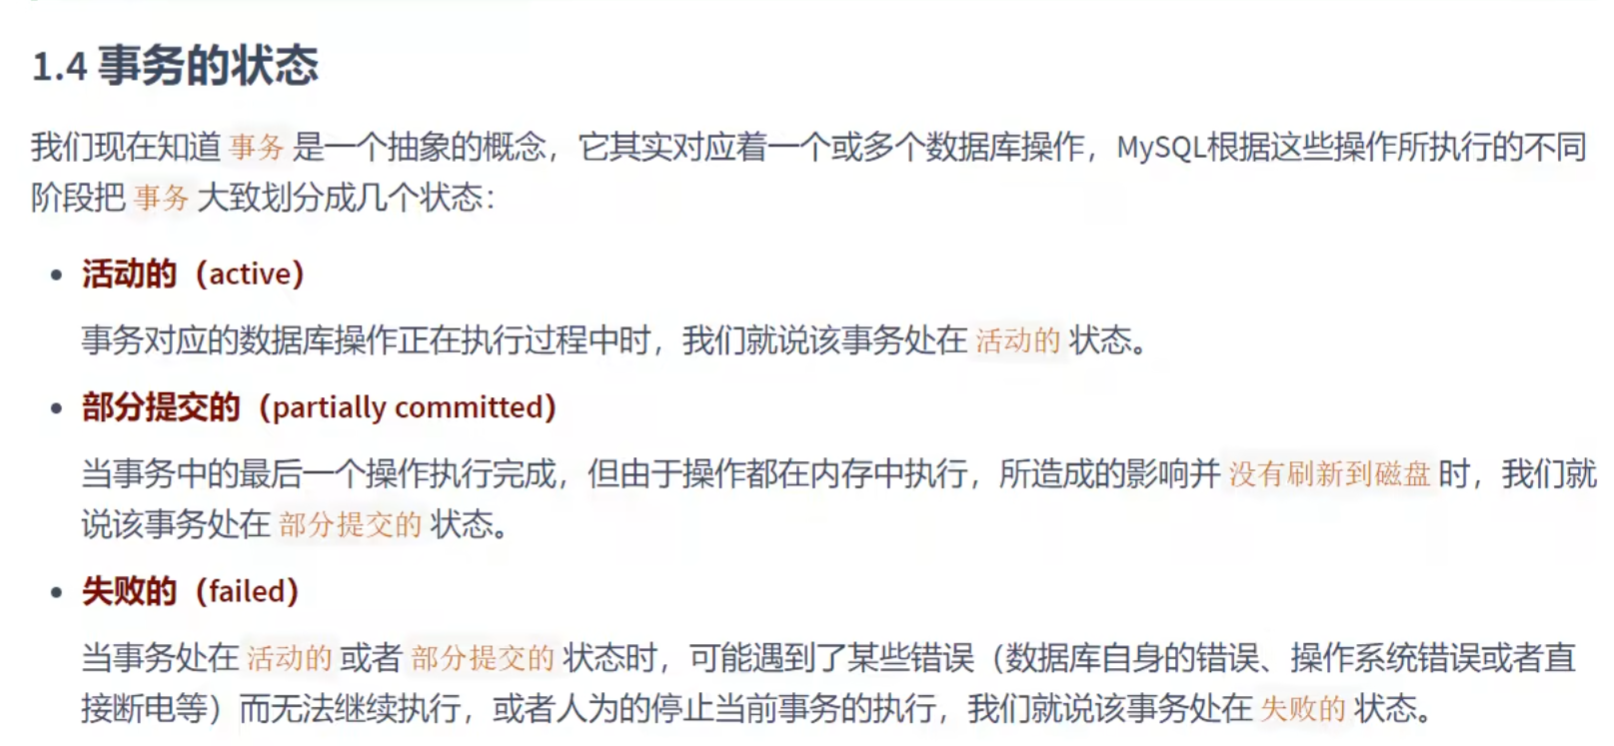 1.4 事务的状态
我们现在知道 事务 是一个抽象的概念，它其实对应着一个或多个数据库操作，MySQL根据这些操作所执行的不同
阶段把 事务 大致划分成几个状态：
• 活动的（active）
事务对应的数据库操作正在执行过程中时，我们就说该事务处在 活动的 状态。
• 部分提交的（partially committed）
当事务中的最后一个操作执行完成，但由于操作都在内存中执行，所造成的影响并 没有刷新到磁盘 时，我们就
说该事务处在 部分提交的 状态。
• 失败的（failed）
当事务处在 活动的 或者 部分提交的 状态时，可能遇到了某些错误（数据库自身的错误、操作系统错误或者直
接断电等）而无法继续执行，或者人为的停止当前事务的执行，我们就说该事务处在 失败的 状态。